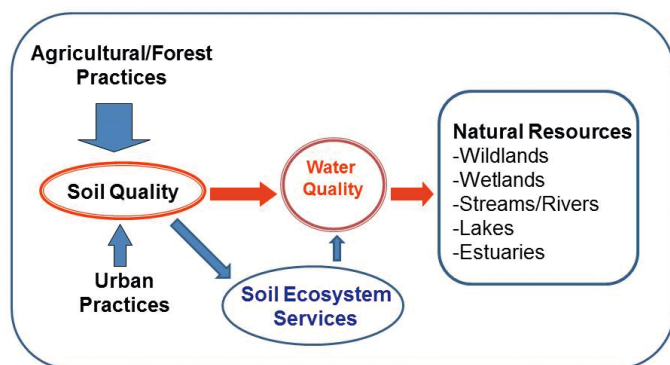 Agricultural/Forest
Practices
Soil Quality
Urban
Practices
Water
Quality
Soil Ecosystem
Services
Natural Resources
-Wildlands
-Wetlands
-Streams/Rivers
-Lakes
-Estuaries